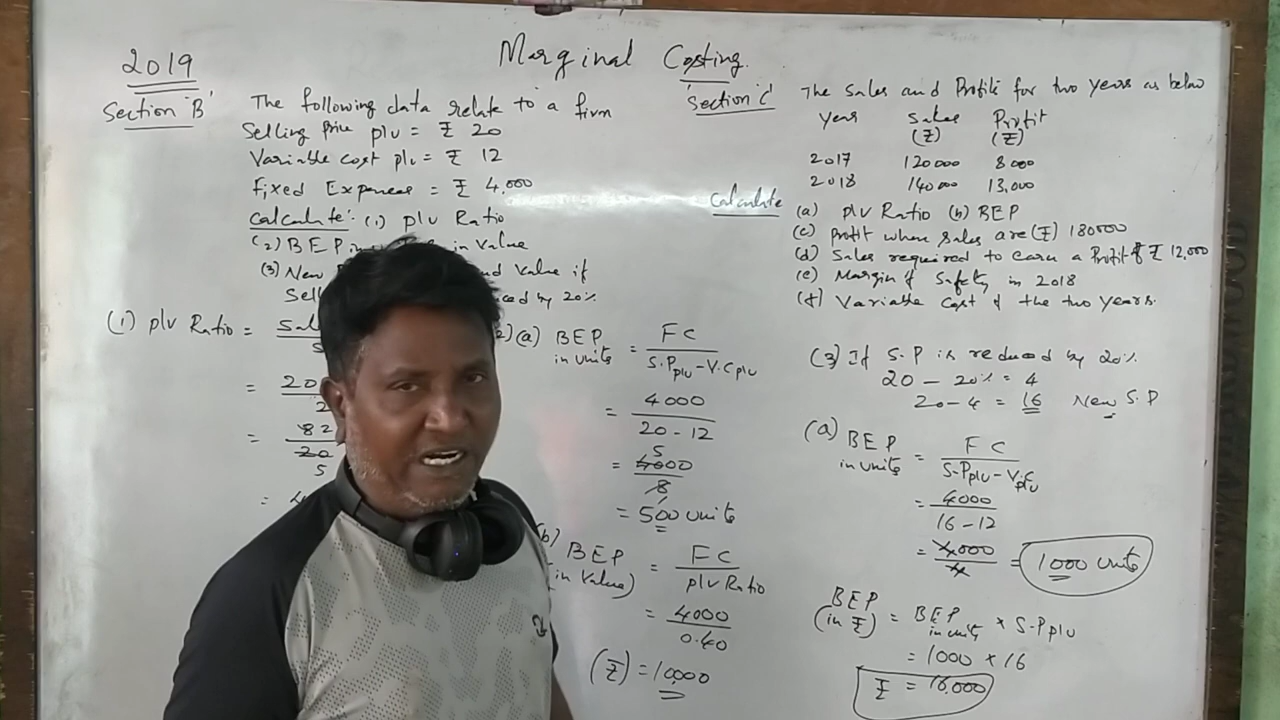 2019
Marginal Costing.
Section 'B'
The following data relate to a firm
Selling Price p/u = ₹ 20
Variable cost p/u = ₹ 12
Fixed Expenses = ₹ 4,000
Calculate: (1) p/v Ratio
(2) BEP in value
(3) New and value if
Sell ced by 20%
'Section 'C'
The Sales and Profit for two years as below
Year Sales Profit
(₹) (₹)
2017 120000 8000
2018 140000 13,000
Calculate
(a) p/v Ratio (b) BEP
(c) Profit when sales are (₹) 180000
(d) Sales required to earn a Profit of ₹ 12,000
(e) Margin of Safety in 2018
(f) Variable Cost of the two years.
(1) p/v Ratio =
= 20
= 82
20
5
=
2)(a) BEP in units = FC
S.P p/u - V.C p/u
= 4000
20 - 12
5
= 4000
8
= 500 units
(b) BEP (in value) = FC
p/v Ratio
= 4000
0.40
(₹) = 10,000
(3) If S.P is reduced by 20%
20 - 20% = 4
20 - 4 = 16 New S.P
(a) BEP in units = FC
S.P p/u - V p/u
= 4000
16 - 12
= 4000
4
= 1000 units
BEP (in ₹) = BEP in units × S.P p/u
= 1000 × 16
₹ = 16,000